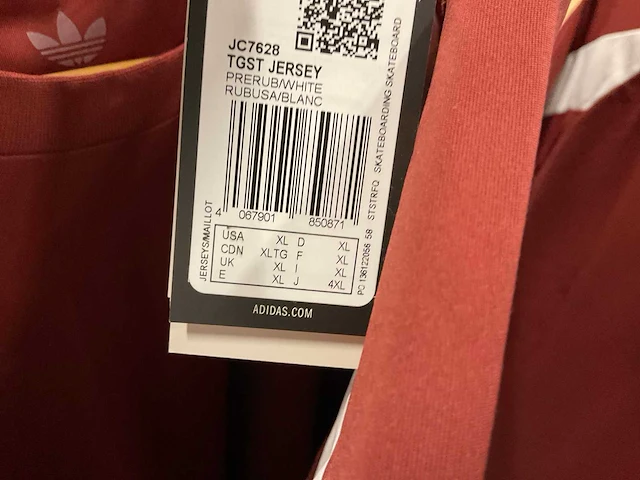 JC7628
TGST JERSEY
PRERUB/WHITE
RUBUSA/BLANC
4 067901 850871
JERSEYS/MAILLOT
STSTRFQ SKATEBOARDING SKATEBOARD
USA XL D XL
CDN XLTG F XL
UK XL I XL
E XL J 4XL
ADIDAS.COM